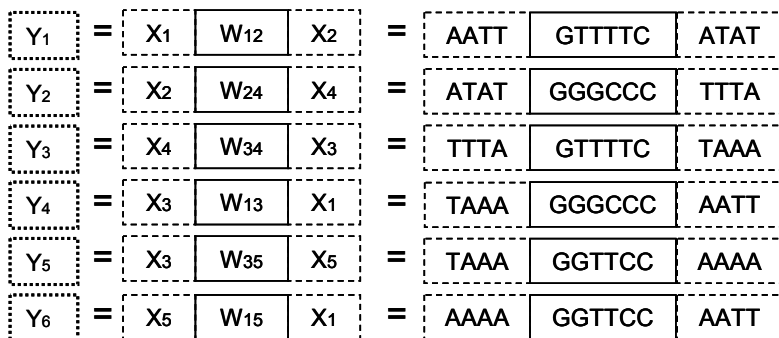 Y1 = X1 W12 X2 = AATT GTTTTC ATAT
Y2 = X2 W24 X4 = ATAT GGGCCC TTTA
Y3 = X4 W34 X3 = TTTA GTTTTC TAAA
Y4 = X3 W13 X1 = TAAA GGGCCC AATT
Y5 = X3 W35 X5 = TAAA GGTTCC AAAA
Y6 = X5 W15 X1 = AAAA GGTTCC AATT